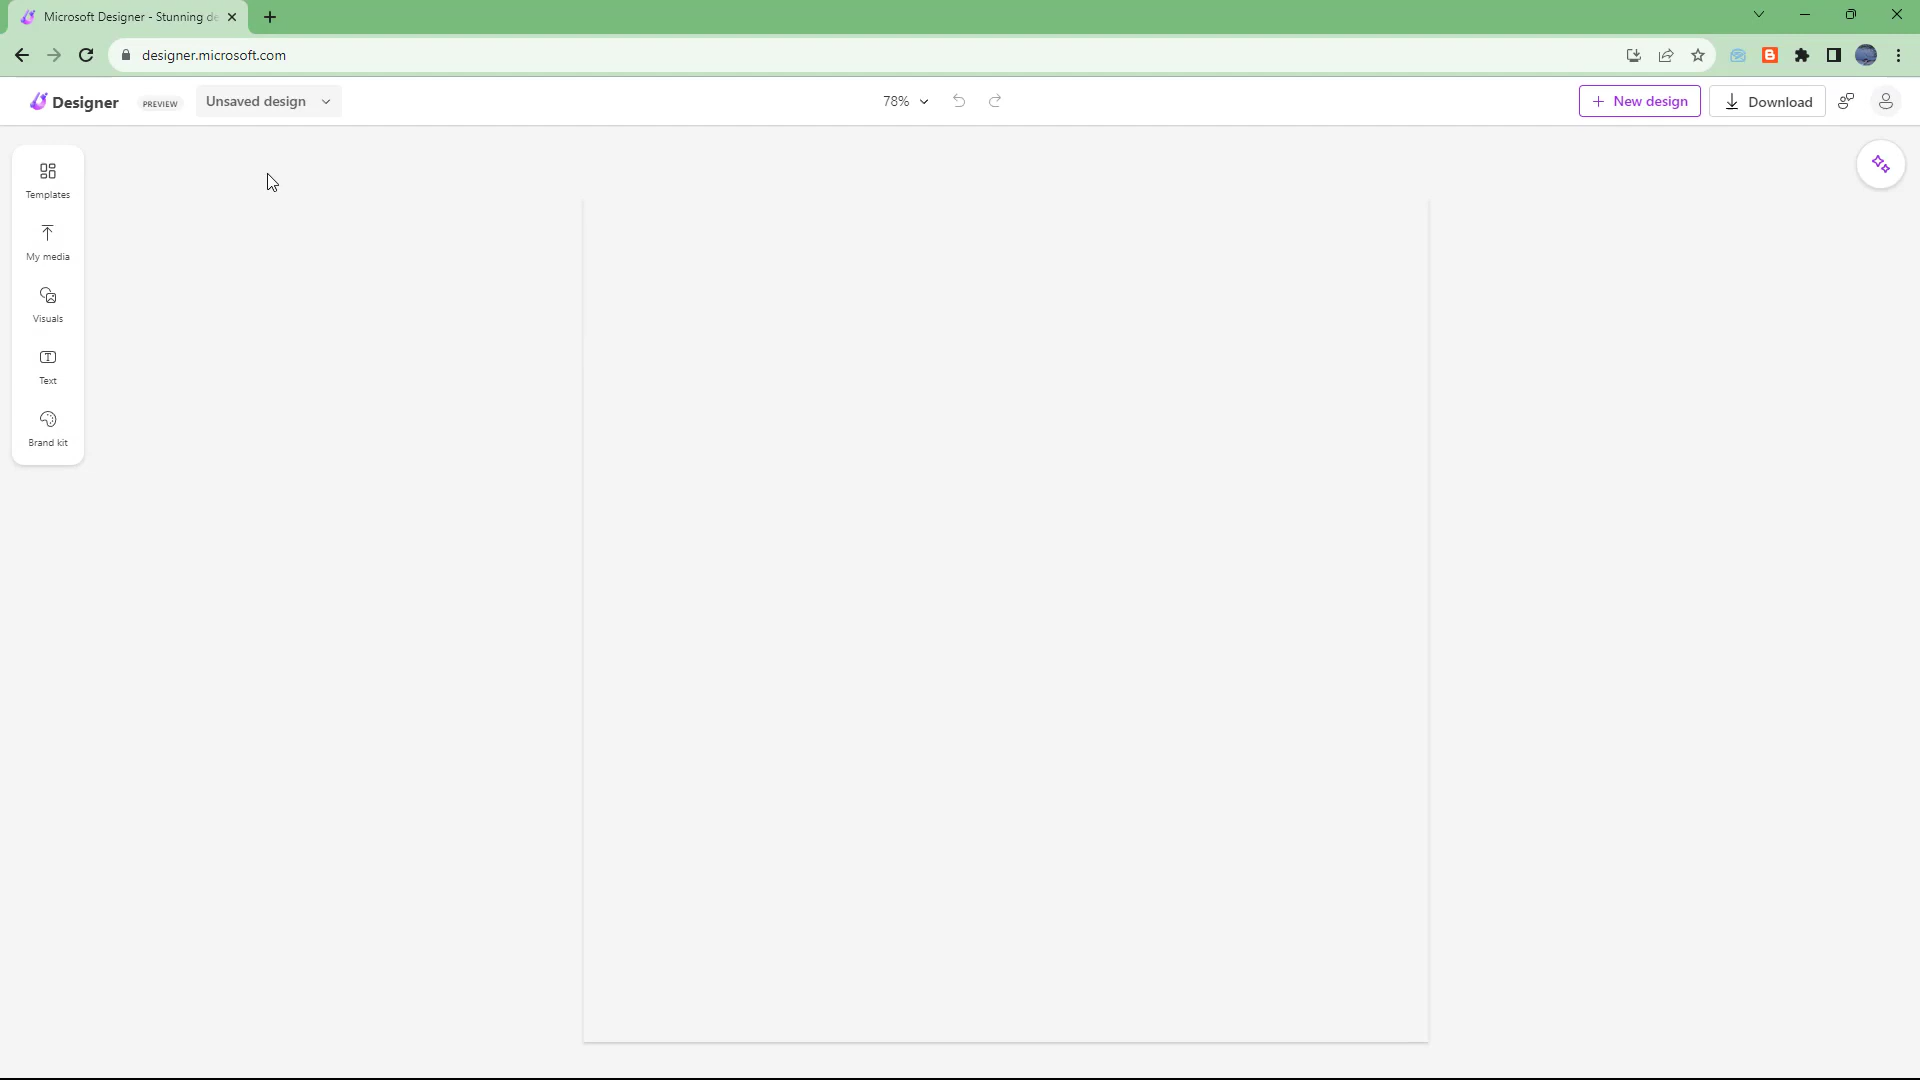 Microsoft Designer - Stunning de
designer.microsoft.com
Designer PREVIEW Unsaved design 78% New design Download
Templates
My media
Visuals
Text
Brand kit